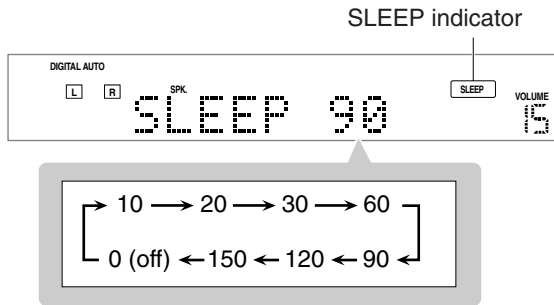 SLEEP indicator
DIGITAL AUTO
L R SPK. SLEEP VOLUME
SLEEP 90 15
10 → 20 → 30 → 60
0 (off) ← 150 ← 120 ← 90